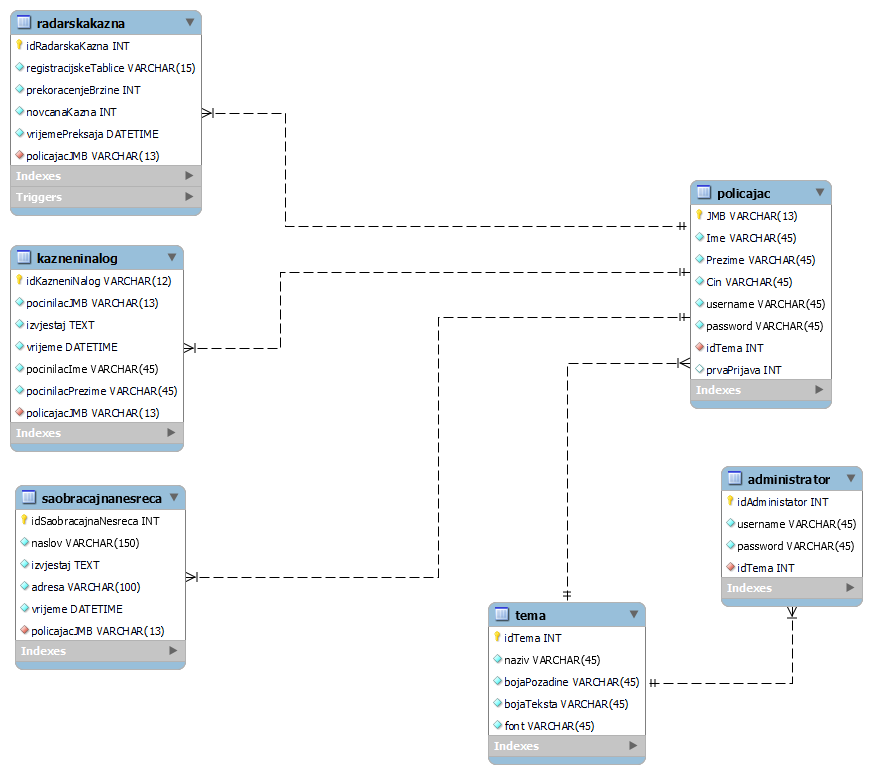 radarskakazna
idRadarskaKazna INT
registracijskeTablice VARCHAR(15)
prekoracenjeBrzine INT
novcanaKazna INT
vrijemePreksaja DATETIME
policajacJMB VARCHAR(13)
Indexes
Triggers
kazneninalog
idKazneniNalog VARCHAR(12)
pocinilacJMB VARCHAR(13)
izvjestaj TEXT
vrijeme DATETIME
pocinilacIme VARCHAR(45)
pocinilacPrezime VARCHAR(45)
policajacJMB VARCHAR(13)
Indexes
saobracajnanesreca
idSaobracajnaNesreca INT
naslov VARCHAR(150)
izvjestaj TEXT
adresa VARCHAR(100)
vrijeme DATETIME
policajacJMB VARCHAR(13)
Indexes
policajac
JMB VARCHAR(13)
Ime VARCHAR(45)
Prezime VARCHAR(45)
Cin VARCHAR(45)
username VARCHAR(45)
password VARCHAR(45)
idTema INT
prvaPrijava INT
Indexes
administrator
idAdministator INT
username VARCHAR(45)
password VARCHAR(45)
idTema INT
Indexes
tema
idTema INT
naziv VARCHAR(45)
bojaPozadine VARCHAR(45)
bojaTeksta VARCHAR(45)
font VARCHAR(45)
Indexes